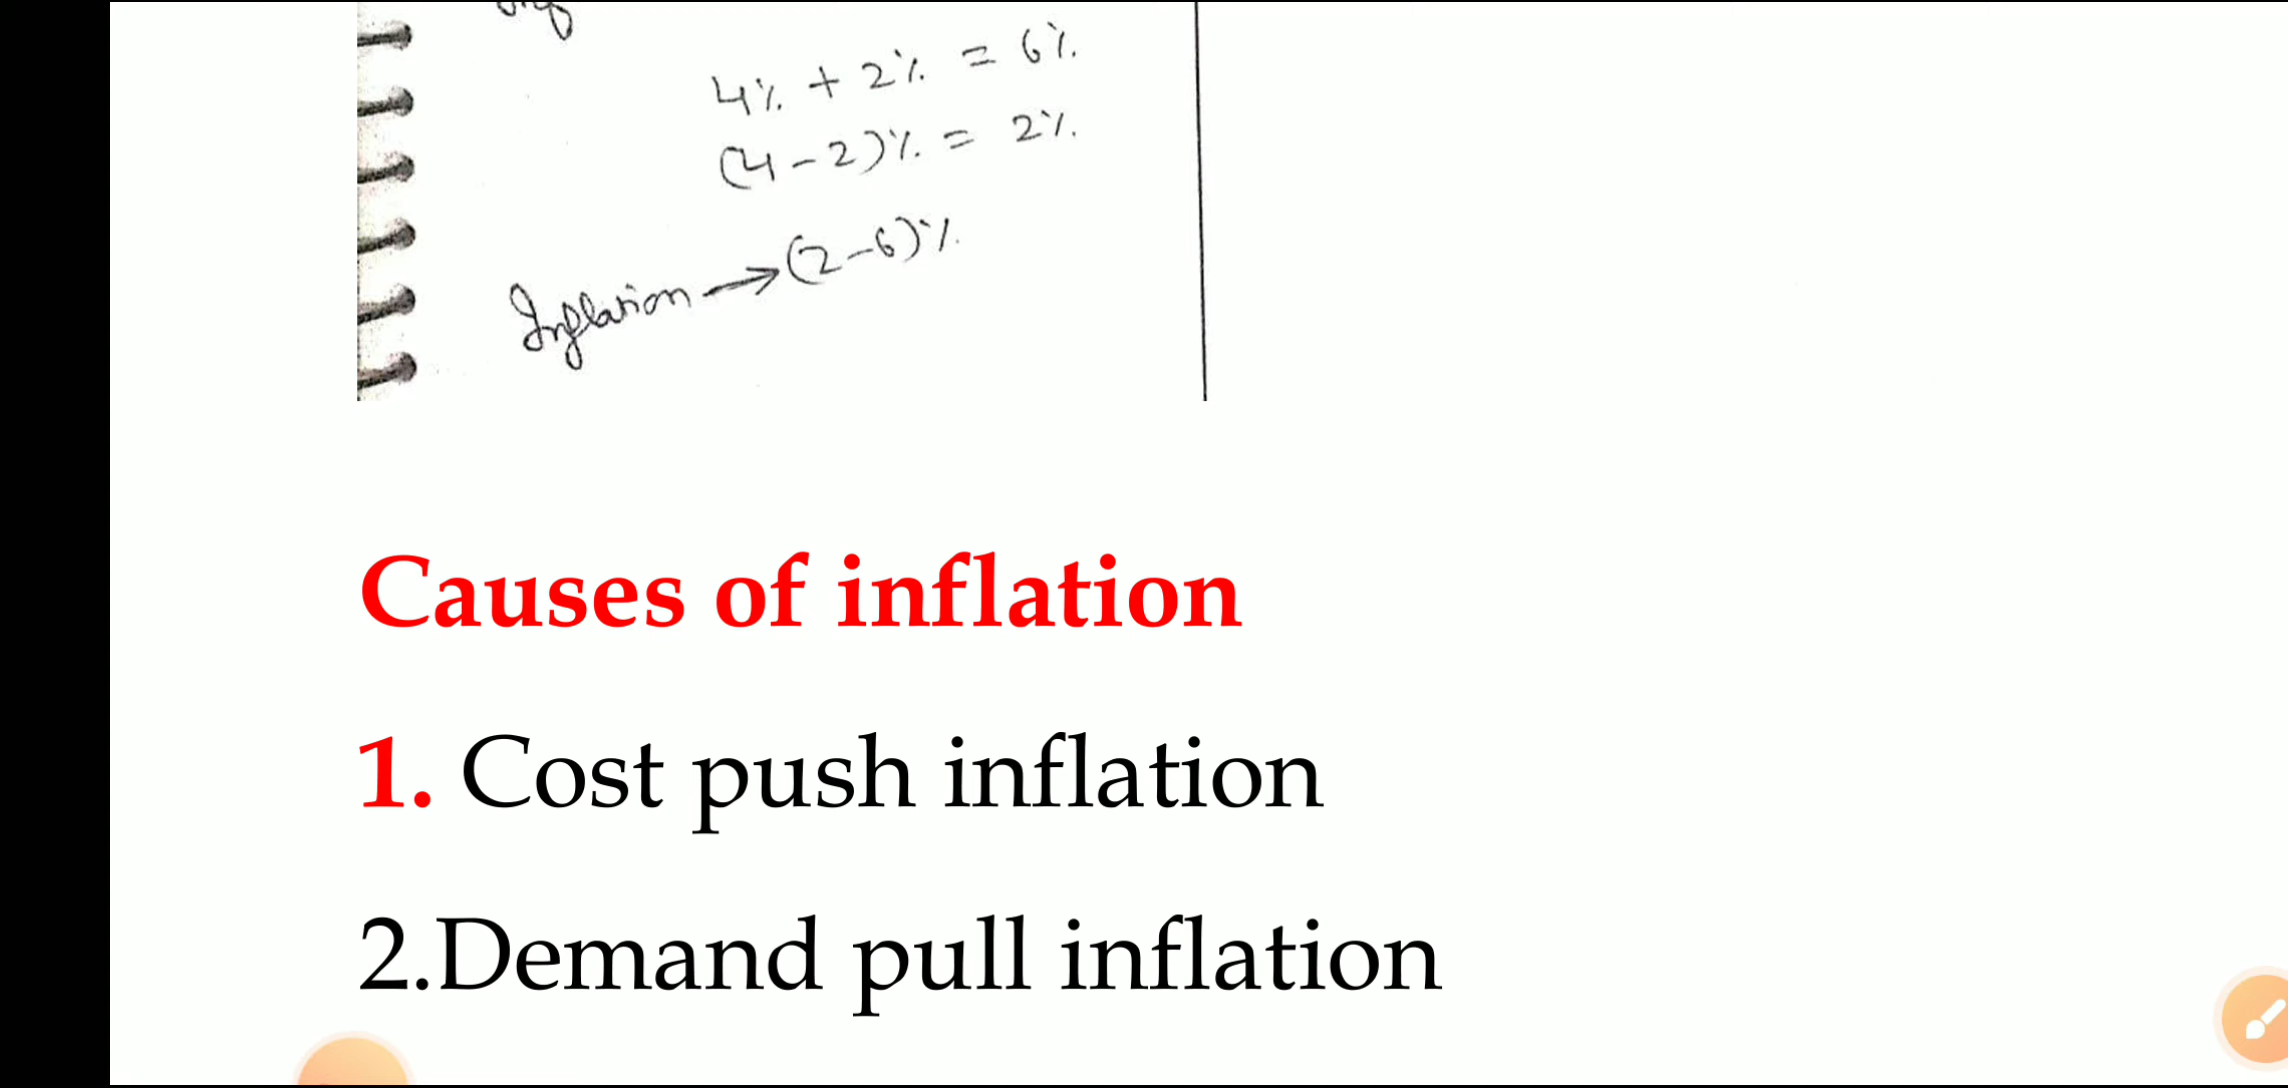 4% + 2% = 6%
(4-2)% = 2%
Inflation → (2-6)%
Causes of inflation
1. Cost push inflation
2.Demand pull inflation